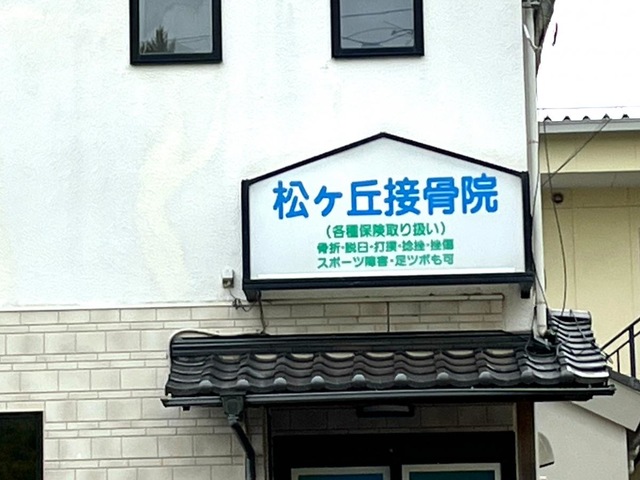 松ヶ丘接骨院
（各種保険取り扱い）
骨折・脱臼・打撲・捻挫・挫傷
スポーツ障害・足ツボも可